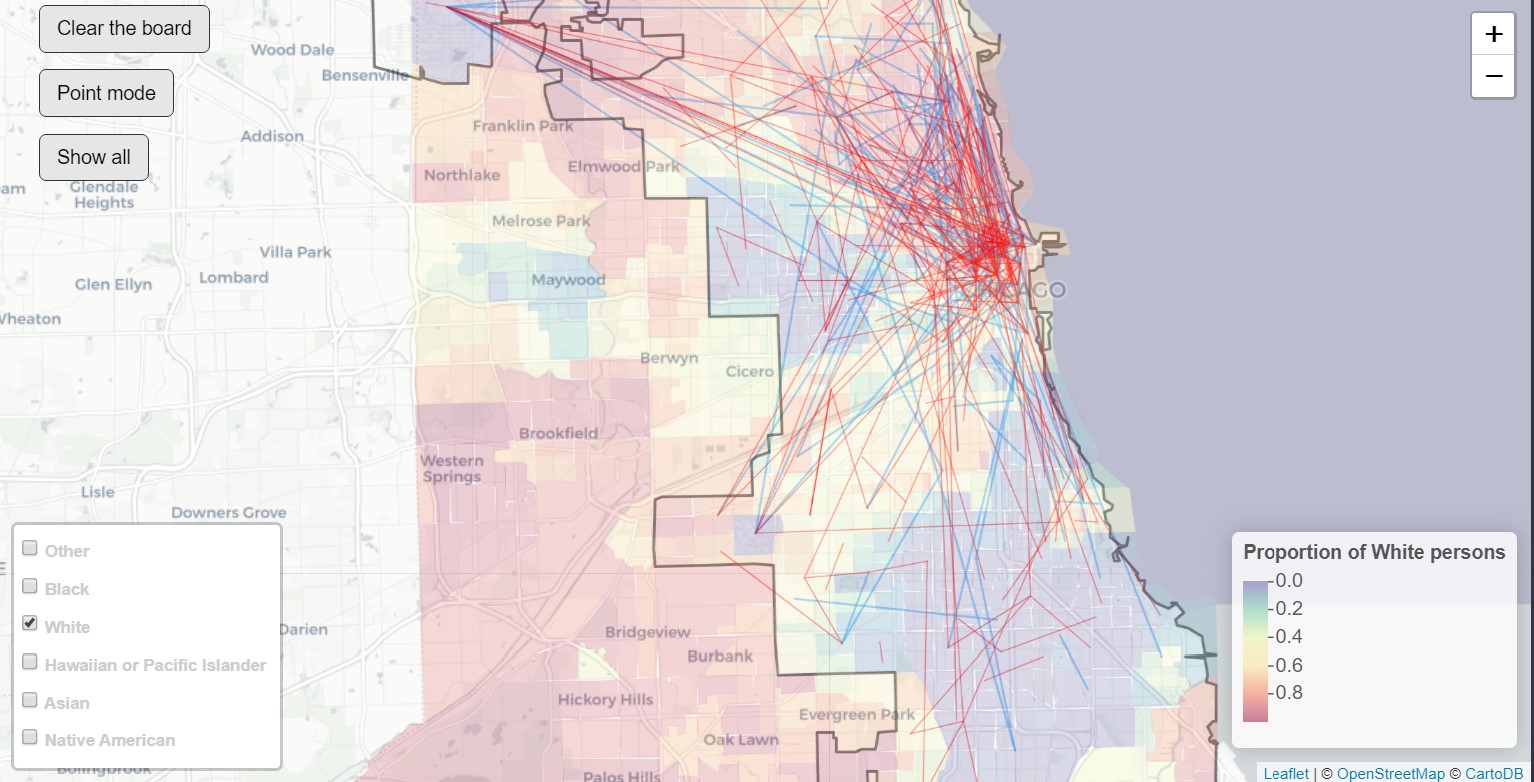 Clear the board
Point mode
Show all
+
−
Wood Dale
Bensenville
Franklin Park
Addison
Elmwood Park
Northlake
Glendale
Heights
Melrose Park
Villa Park
Lombard
Maywood
Glen Ellyn
Wheaton
Berwyn
Cicero
Brookfield
Western
Springs
Lisle
Downers Grove
Darien
Bridgeview
Burbank
Hickory Hills
Evergreen Park
Oak Lawn
Palos Hills
Bolingbrook
Other
Black
White
Hawaiian or Pacific Islander
Asian
Native American
Proportion of White persons
0.0
0.2
0.4
0.6
0.8
Leaflet | © OpenStreetMap © CartoDB